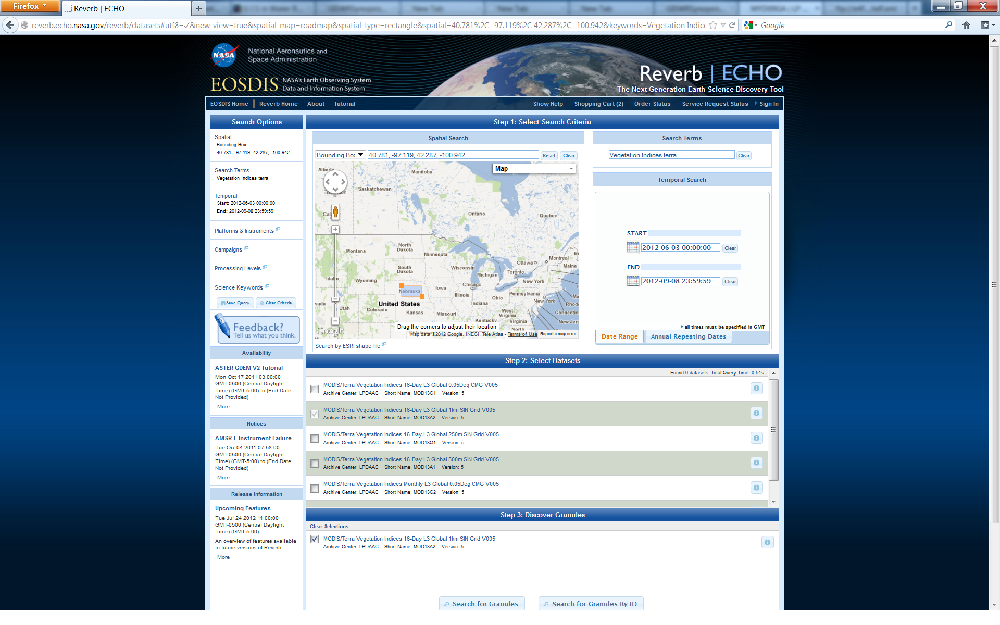 Firefox
Reverb | ECHO
reverb.echo.nasa.gov/reverb/datasets#utf8=✓&new_view=true&spatial_map=roadmap&spatial_type=rectangle&spatial=40.781%2C -97.119%2C 42.287%2C -100.942&keywords=Vegetation Indice
Google
NASA
National Aeronautics and
Space Administration
EOSDIS
NASA's Earth Observing System
Data and Information System
Reverb | ECHO
The Next Generation Earth Science Discovery Tool
EOSDIS Home | Reverb Home About Tutorial
Show Help Shopping Cart (2) Order Status Service Request Status Sign In
Search Options
Spatial
Bounding Box
40.781, -97.119, 42.287, -100.942
Search Terms
Vegetation Indices terra
Temporal
Start: 2012-06-03 00:00:00
End: 2012-09-08 23:59:59
Platforms & Instruments
Campaigns
Processing Levels
Science Keywords
Save Query Clear Criteria
Feedback?
Tell us what you think.
Availability
ASTER GDEM V2 Tutorial
Mon Oct 17 2011 03:00:00
GMT-0500 (Central Daylight
Time) (GMT-5:00) to (End Date
Not Provided)
More
Notices
AMSR-E Instrument Failure
Tue Oct 04 2011 07:58:00
GMT-0500 (Central Daylight
Time) (GMT-5:00) to (End Date
Not Provided)
More
Release Information
Upcoming Features
Tue Jul 24 2012 11:00:00
GMT-0500 (Central Daylight
Time) (GMT-5:00)
An overview of features available
in future versions of Reverb.
More
Step 1: Select Search Criteria
Spatial Search
Bounding Box 40.781, -97.119, 42.287, -100.942 Reset Clear
Map
Alberta
Manitoba
Saskatchewan
Ontario
Quebec
North
Dakota
Montana
Minnesota
Ottawa
Montreal
South
Dakota
Wisconsin
Michigan
Toronto
Maine
Idaho
Wyoming
New York
Chicago
Nebraska
Iowa
Illinois
Ohio
Pennsylvania
New York
United States
Indiana
Rhod
vada
Utah
Colorado
Kansas
Missouri
West
Virginia
Connectic
Kentucky
Virginia
New Jers
North
Drag the corners to adjust their location
Google
Map data ©2012 Google, INEGI, Tele Atlas - Terms of Use
Report a map error
Search by ESRI shape file
Search Terms
Vegetation Indices terra Clear
Temporal Search
START
2012-06-03 00:00:00 Clear
END
2012-09-08 23:59:59 Clear
* all times must be specified in GMT
Date Range Annual Repeating Dates
Step 2: Select Datasets
Found 6 datasets. Total Query Time: 0.54s
MODIS/Terra Vegetation Indices 16-Day L3 Global 0.05Deg CMG V005
Archive Center: LPDAAC Short Name: MOD13C1 Version: 5
MODIS/Terra Vegetation Indices 16-Day L3 Global 1km SIN Grid V005
Archive Center: LPDAAC Short Name: MOD13A2 Version: 5
MODIS/Terra Vegetation Indices 16-Day L3 Global 250m SIN Grid V005
Archive Center: LPDAAC Short Name: MOD13Q1 Version: 5
MODIS/Terra Vegetation Indices 16-Day L3 Global 500m SIN Grid V005
Archive Center: LPDAAC Short Name: MOD13A1 Version: 5
MODIS/Terra Vegetation Indices Monthly L3 Global 0.05Deg CMG V005
Archive Center: LPDAAC Short Name: MOD13C2 Version: 5
Step 3: Discover Granules
Clear Selections
MODIS/Terra Vegetation Indices 16-Day L3 Global 1km SIN Grid V005
Archive Center: LPDAAC Short Name: MOD13A2 Version: 5
Search for Granules Search for Granules By ID